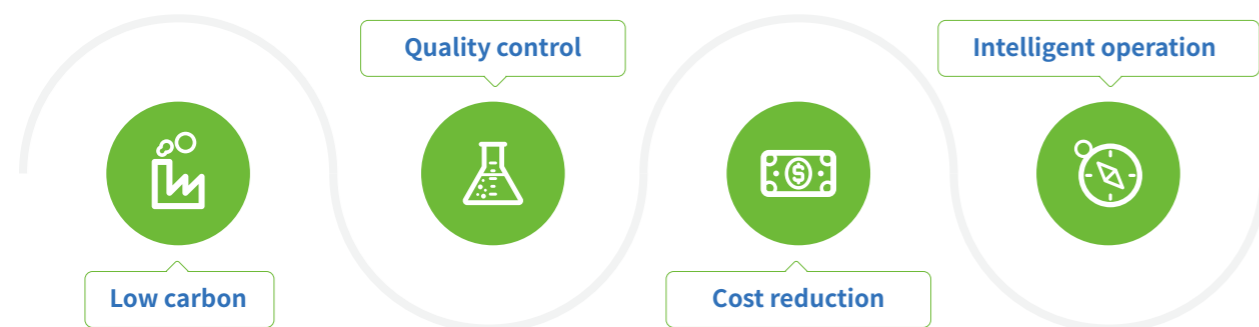 Quality control
Intelligent operation
$
Low carbon
Cost reduction